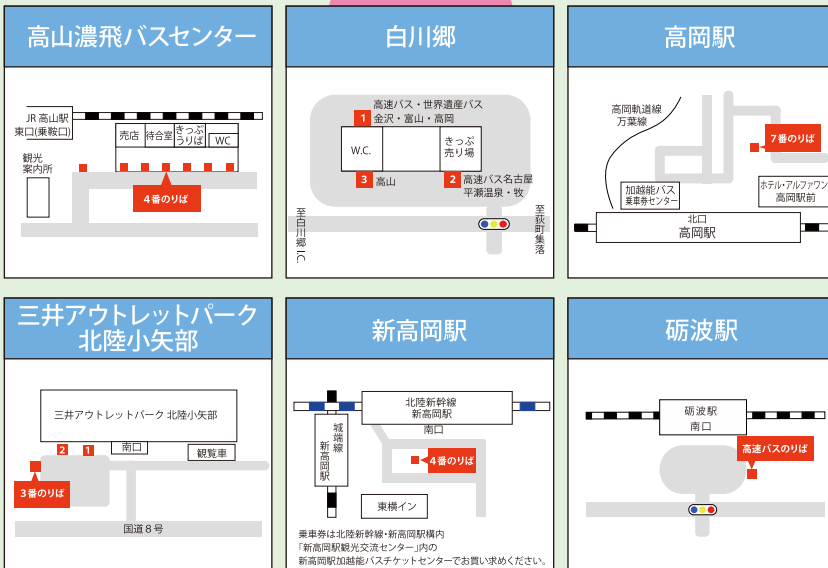 高山濃飛バスセンター
JR 高山駅
東口(乗鞍口)
売店
待合室
きっぷ
うりば
WC
観光
案内所
4番のりば
白川郷
高速バス・世界遺産バス
1 金沢・富山・高岡
W.C.
きっぷ
売り場
3 高山
2 高速バス名古屋
平瀬温泉・牧
至白川郷 I.C.
至荻町集落
高岡駅
高岡軌道線
万葉線
7番のりば
加越能バス
乗車券センター
ホテル・アルファワン
高岡駅前
北口
高岡駅
三井アウトレットパーク
北陸小矢部
三井アウトレットパーク 北陸小矢部
2
1
南口
観覧車
3番のりば
国道8号
新高岡駅
北陸新幹線
新高岡駅
南口
城端線
新高岡駅
4番のりば
東横イン
乗車券は北陸新幹線・新高岡駅構内
「新高岡駅観光交流センター」内の
新高岡駅加越能バスチケットセンターでお買い求めください。
砺波駅
砺波駅
南口
高速バスのりば